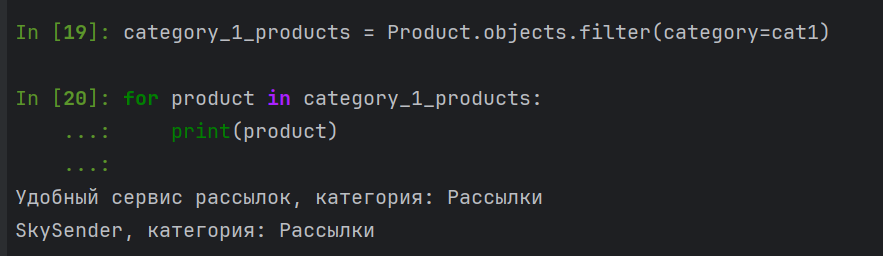 In [19]: category_1_products = Product.objects.filter(category=cat1)
In [20]: for product in category_1_products:
    ...:     print(product)
    ...:
Удобный сервис рассылок, категория: Рассылки
SkySender, категория: Рассылки